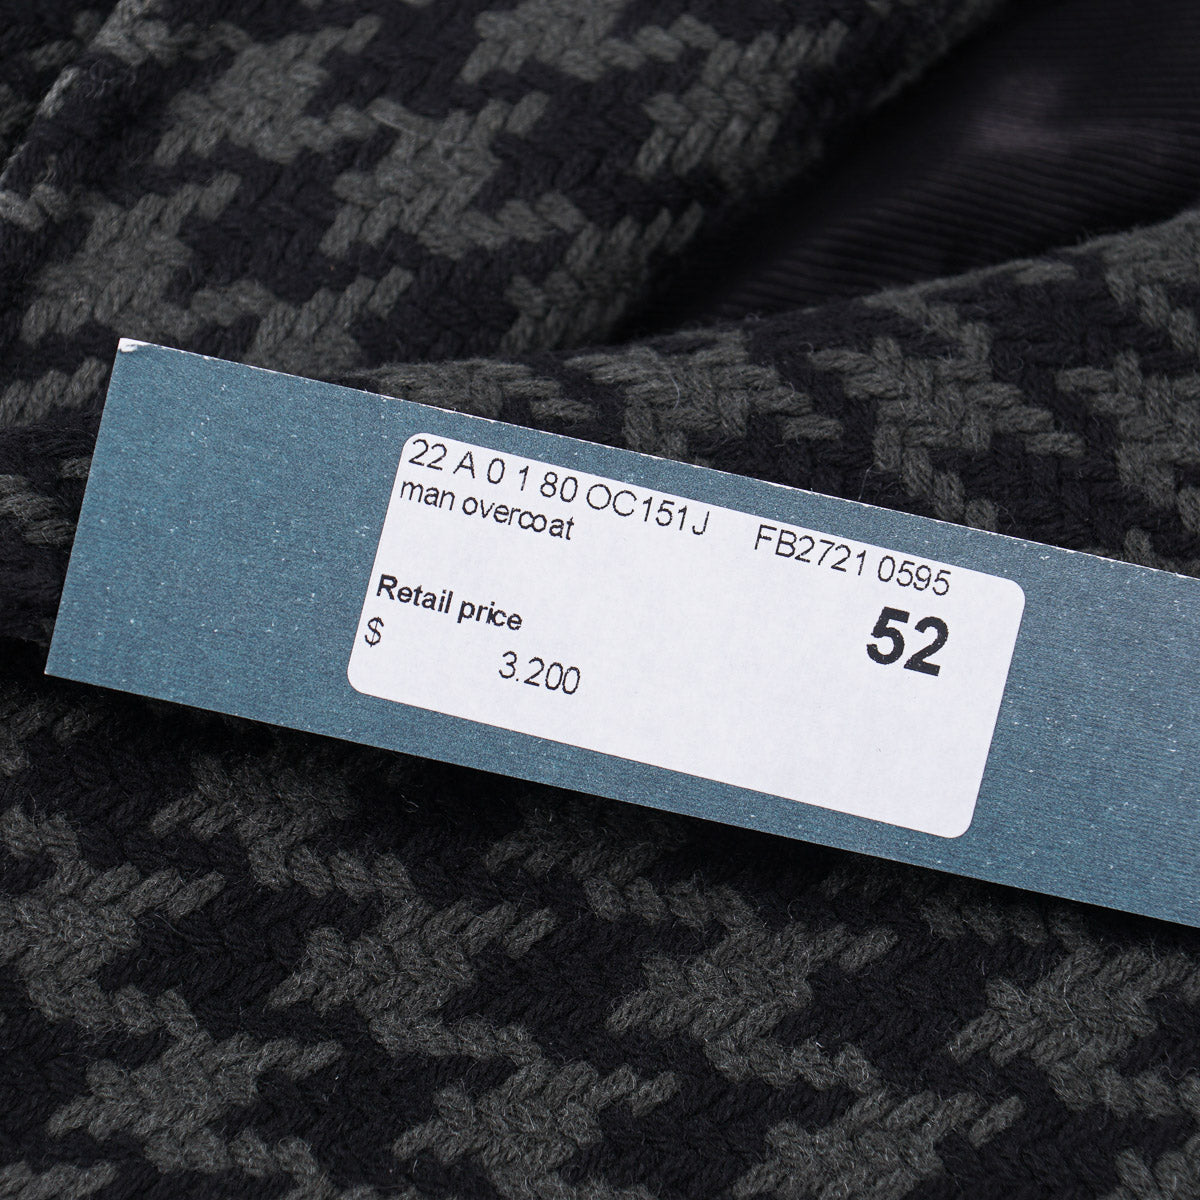 22 A 0 1 80 OC151J FB2721 0595
man overcoat
52
Retail price
$ 3.200